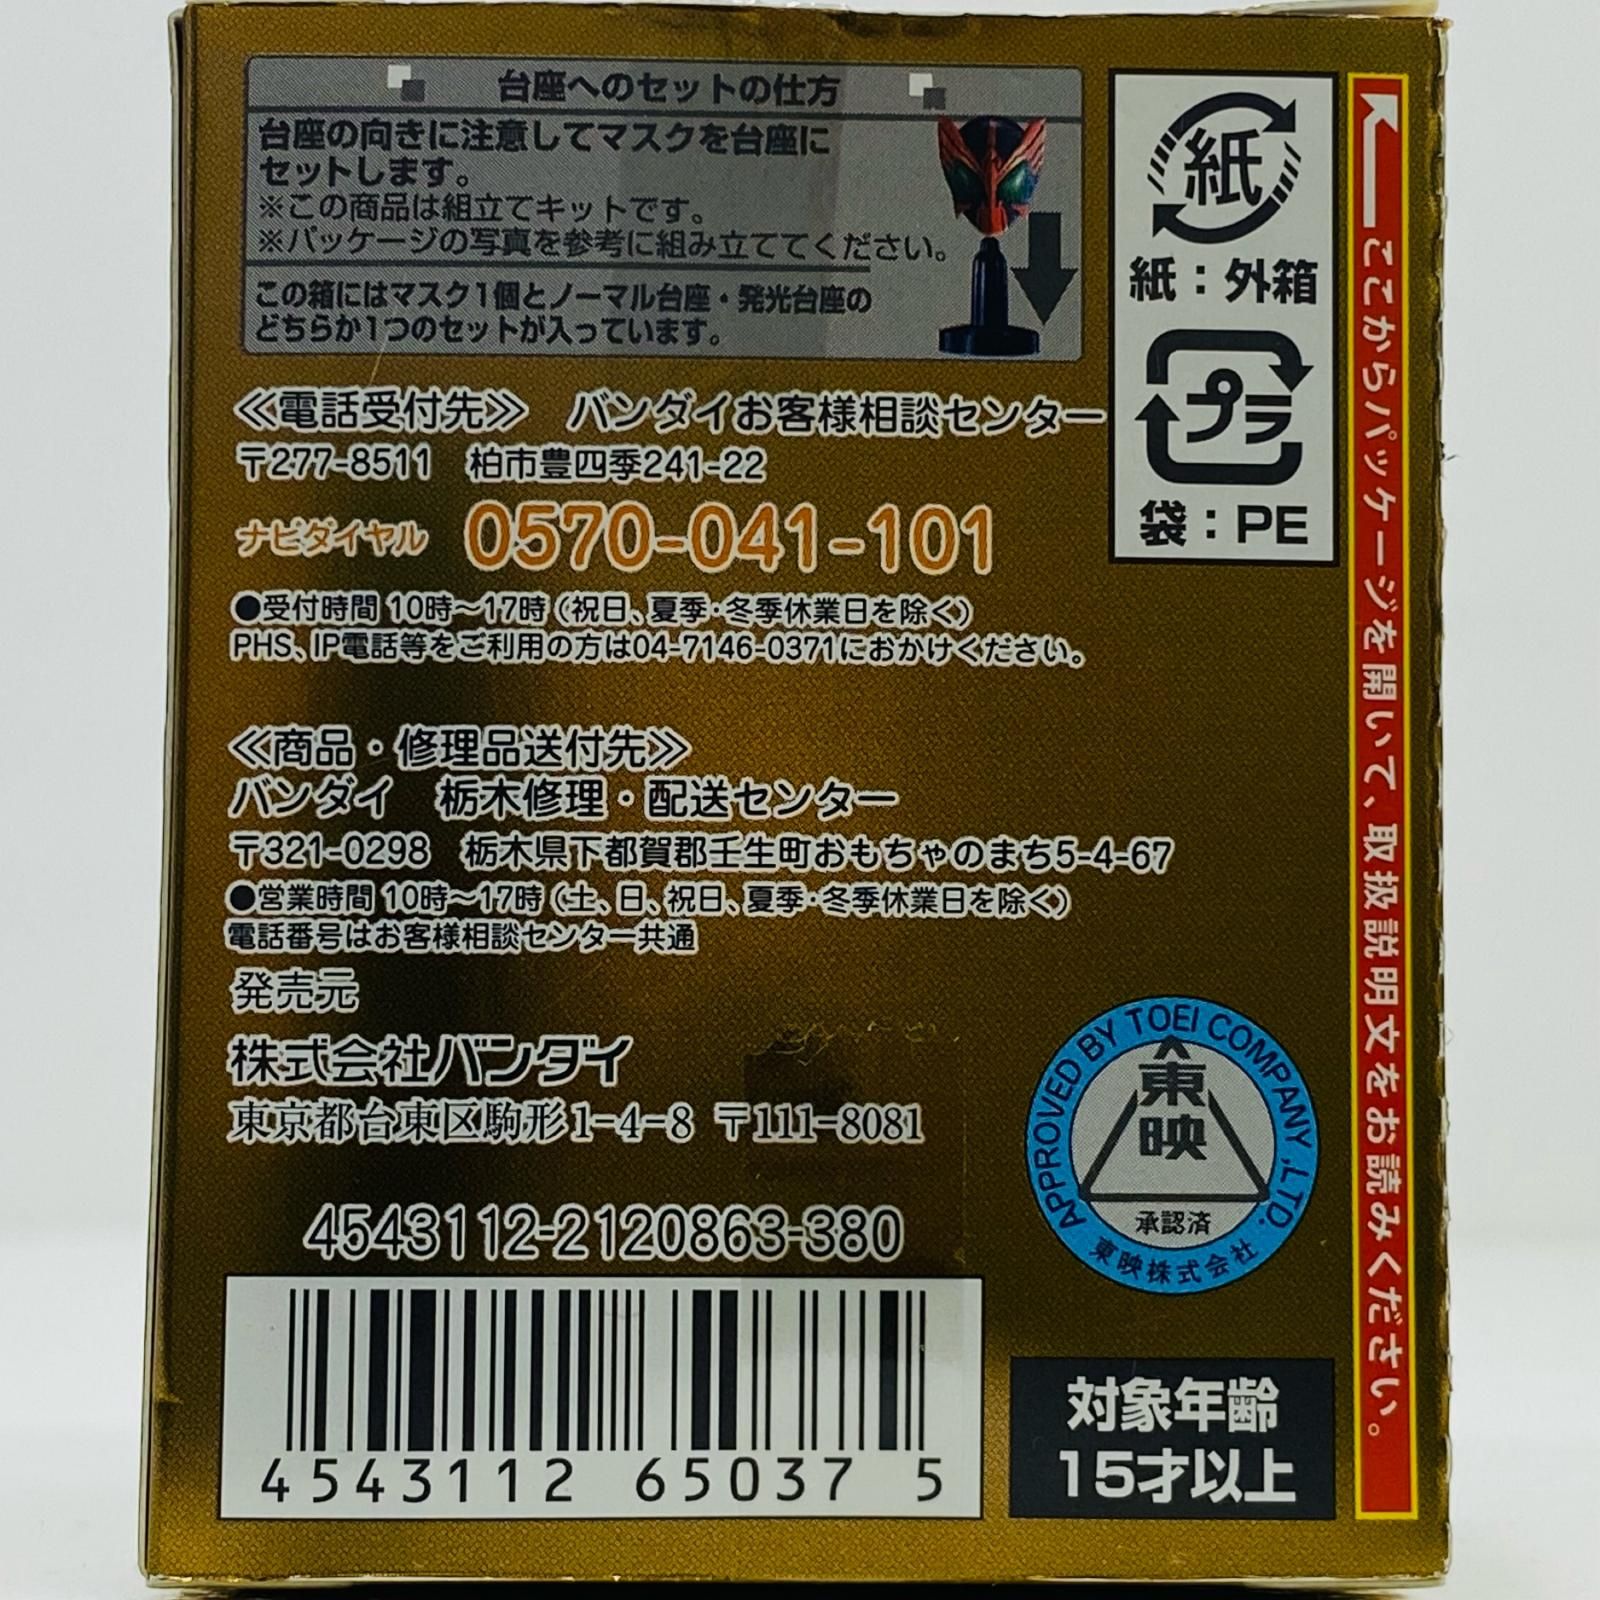 台座へのセットの仕方
台座の向きに注意してマスクを台座に
セットします。
※この商品は組立てキットです。
※パッケージの写真を参考に組み立ててください。
この箱にはマスク1個とノーマル台座・発光台座の
どちらか1つのセットが入っています。
紙
紙：外箱
プラ
袋：PE
ここからパッケージを開いて、取扱説明文をお読みください。
≪電話受付先≫ バンダイお客様相談センター
〒277-8511 柏市豊四季241-22
ナビダイヤル 0570-041-101
●受付時間 10時～17時（祝日、夏季・冬季休業日を除く）
PHS、IP電話等をご利用の方は04-7146-0371におかけください。
≪商品・修理品送付先≫
バンダイ 栃木修理・配送センター
〒321-0298 栃木県下都賀郡壬生町おもちゃのまち5-4-67
●営業時間 10時～17時（土、日、祝日、夏季・冬季休業日を除く）
電話番号はお客様相談センター共通
発売元
株式会社バンダイ
東京都台東区駒形1-4-8 〒111-8081
APPROVED BY TOEI COMPANY ,LTD.
東映
承認済
東映株式会社
4543112-2120863-380
4543112 65037 5
対象年齢
15才以上